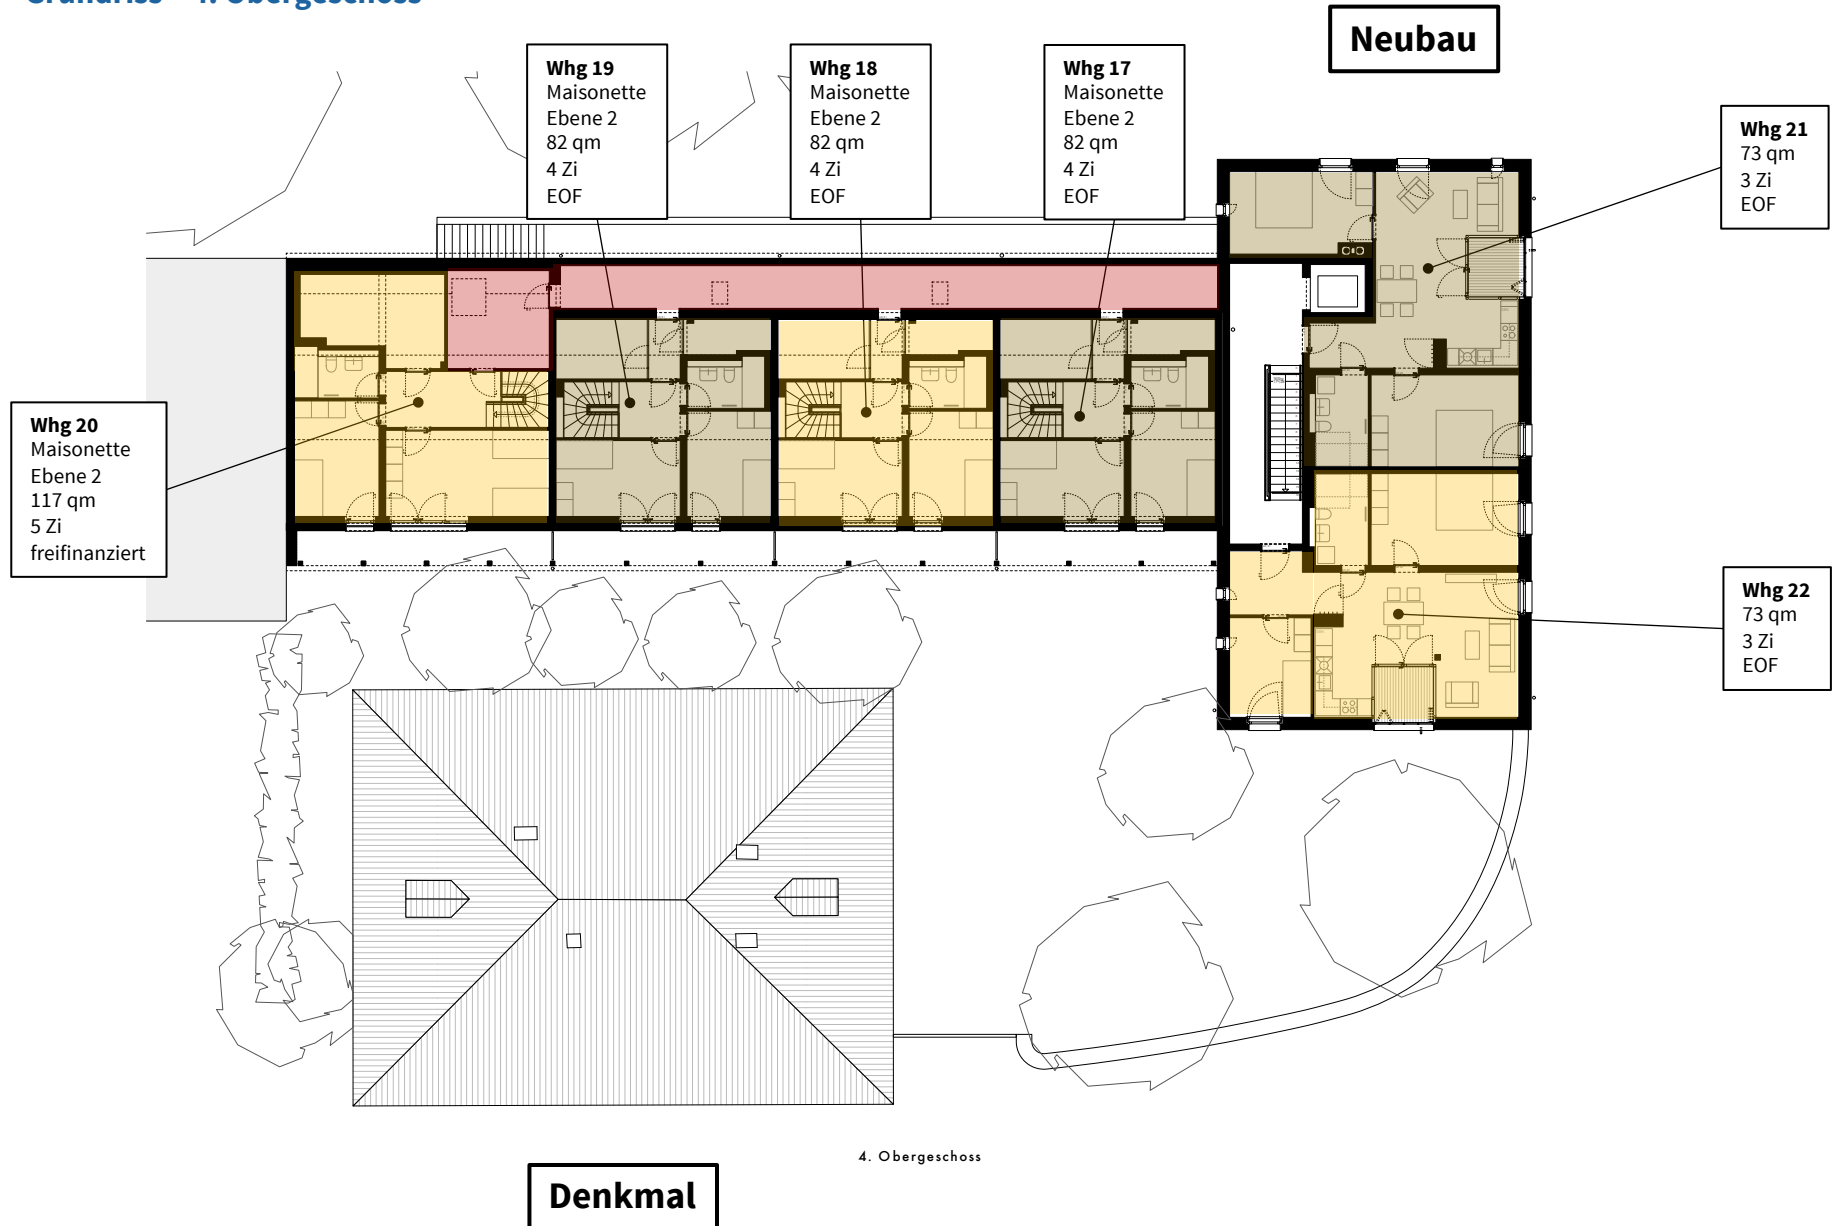 Grundriss – 4. Obergeschoss
Neubau
Whg 19
Maisonette
Ebene 2
82 qm
4 Zi
EOF
Whg 18
Maisonette
Ebene 2
82 qm
4 Zi
EOF
Whg 17
Maisonette
Ebene 2
82 qm
4 Zi
EOF
Whg 21
73 qm
3 Zi
EOF
Whg 20
Maisonette
Ebene 2
117 qm
5 Zi
freifinanziert
Whg 22
73 qm
3 Zi
EOF
4. Obergeschoss
Denkmal